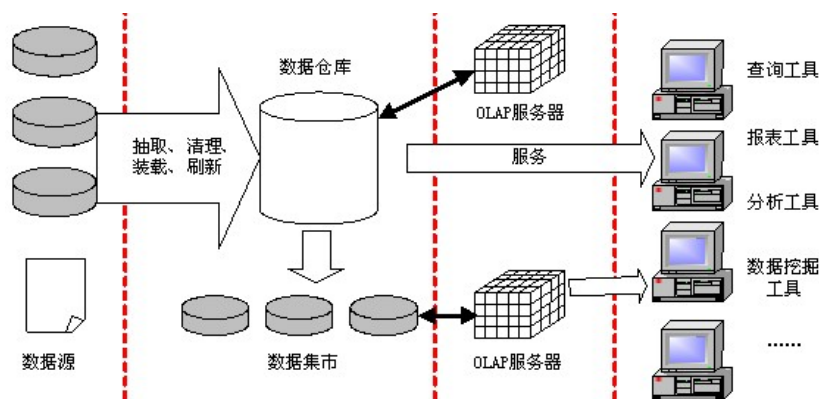 数据仓库
OLAP服务器
查询工具
抽取、清理、
装载、刷新
服务
报表工具
分析工具
数据挖掘
工具
数据源
数据集市
OLAP服务器
......